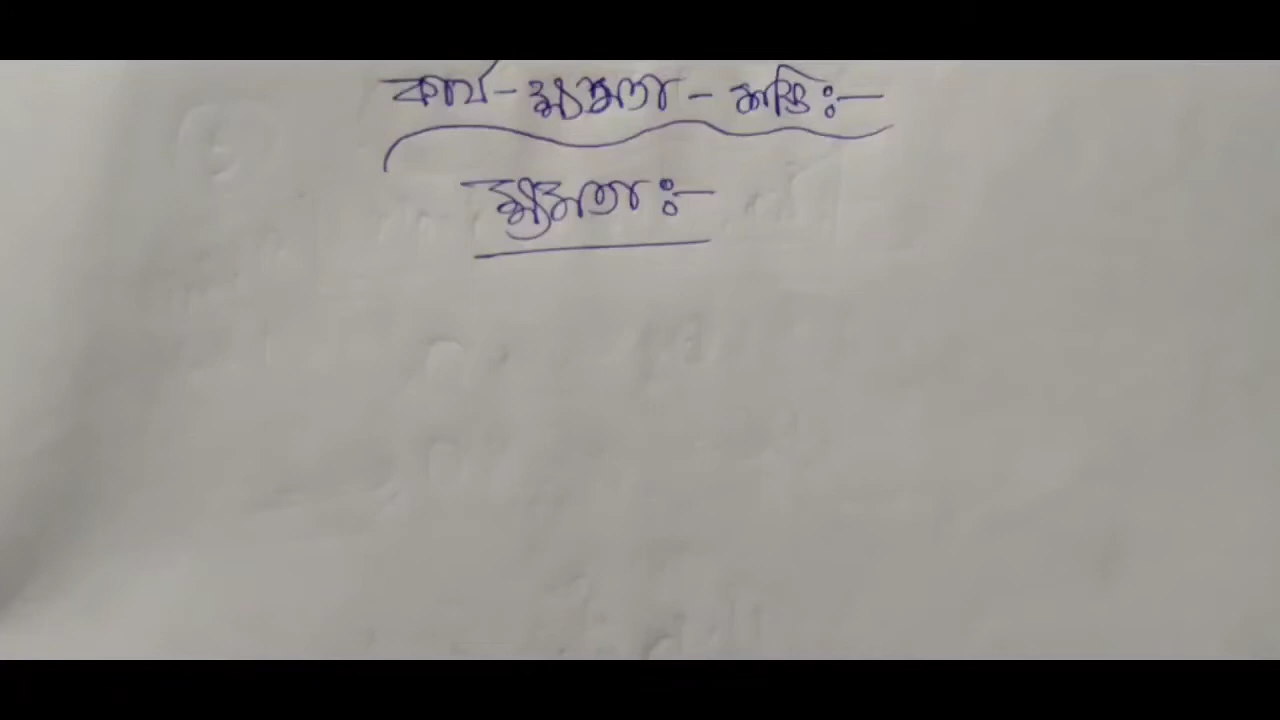 কার্য - ক্ষমতা - শক্তি :-
ক্ষমতা :-